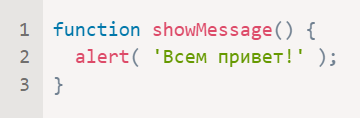 1 function showMessage() {
2   alert( 'Всем привет!' );
3 }